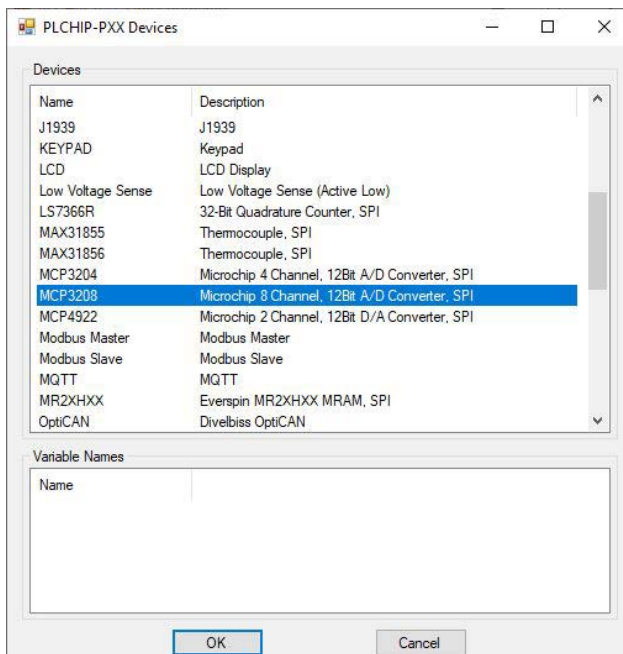 PLCHIP-PXX Devices
Devices
Name Description
J1939 J1939
KEYPAD Keypad
LCD LCD Display
Low Voltage Sense Low Voltage Sense (Active Low)
LS7366R 32-Bit Quadrature Counter, SPI
MAX31855 Thermocouple, SPI
MAX31856 Thermocouple, SPI
MCP3204 Microchip 4 Channel, 12Bit A/D Converter, SPI
MCP3208 Microchip 8 Channel, 12Bit A/D Converter, SPI
MCP4922 Microchip 2 Channel, 12Bit D/A Converter, SPI
Modbus Master Modbus Master
Modbus Slave Modbus Slave
MQTT MQTT
MR2XHXX Everspin MR2XHXX MRAM, SPI
OptiCAN Divelbiss OptiCAN
Variable Names
Name
OK Cancel